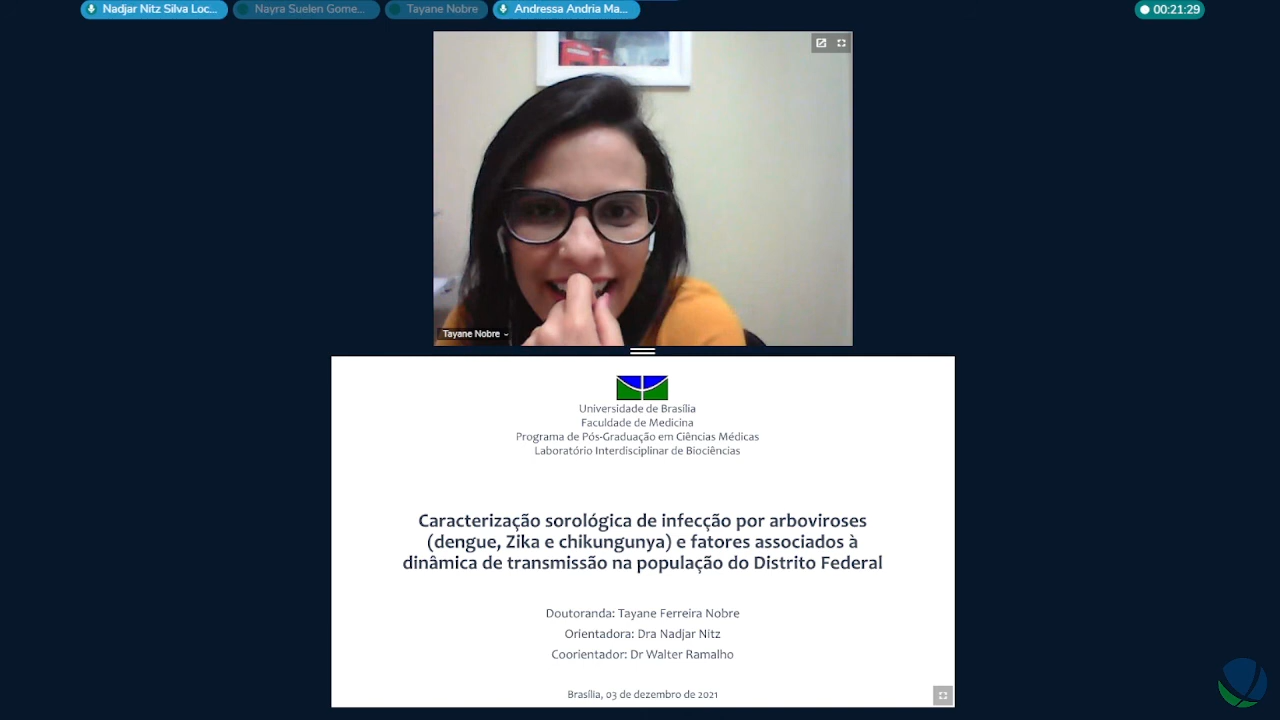 Nadjar Nitz Silva Loc...
Nayra Suelen Gome...
Tayane Nobre
Andressa Andria Ma...
00:21:29
Tayane Nobre
Universidade de Brasília
Faculdade de Medicina
Programa de Pós-Graduação em Ciências Médicas
Laboratório Interdisciplinar de Biociências
Caracterização sorológica de infecção por arboviroses
(dengue, Zika e chikungunya) e fatores associados à
dinâmica de transmissão na população do Distrito Federal
Doutoranda: Tayane Ferreira Nobre
Orientadora: Dra Nadjar Nitz
Coorientador: Dr Walter Ramalho
Brasília, 03 de dezembro de 2021